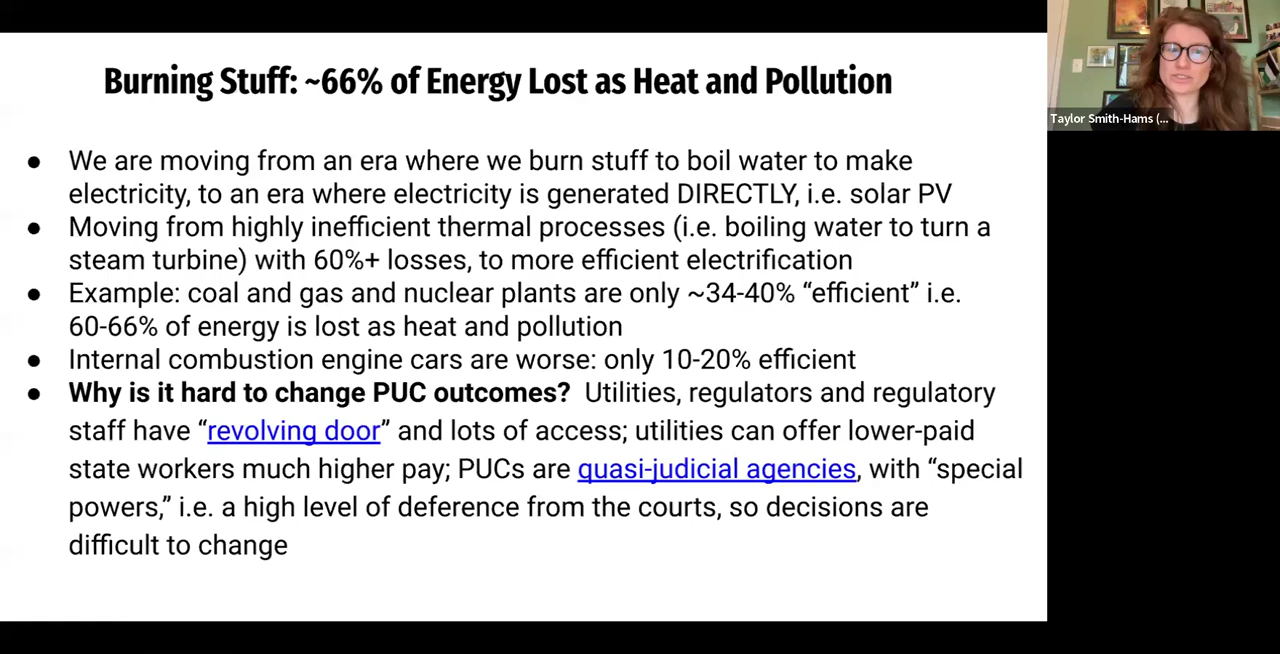 Burning Stuff: ~66% of Energy Lost as Heat and Pollution
● We are moving from an era where we burn stuff to boil water to make
electricity, to an era where electricity is generated DIRECTLY, i.e. solar PV
● Moving from highly inefficient thermal processes (i.e. boiling water to turn a
steam turbine) with 60%+ losses, to more efficient electrification
● Example: coal and gas and nuclear plants are only ~34-40% “efficient” i.e.
60-66% of energy is lost as heat and pollution
● Internal combustion engine cars are worse: only 10-20% efficient
● Why is it hard to change PUC outcomes? Utilities, regulators and regulatory
staff have “revolving door” and lots of access; utilities can offer lower-paid
state workers much higher pay; PUCs are quasi-judicial agencies, with “special
powers,” i.e. a high level of deference from the courts, so decisions are
difficult to change
Taylor Smith-Hams (...